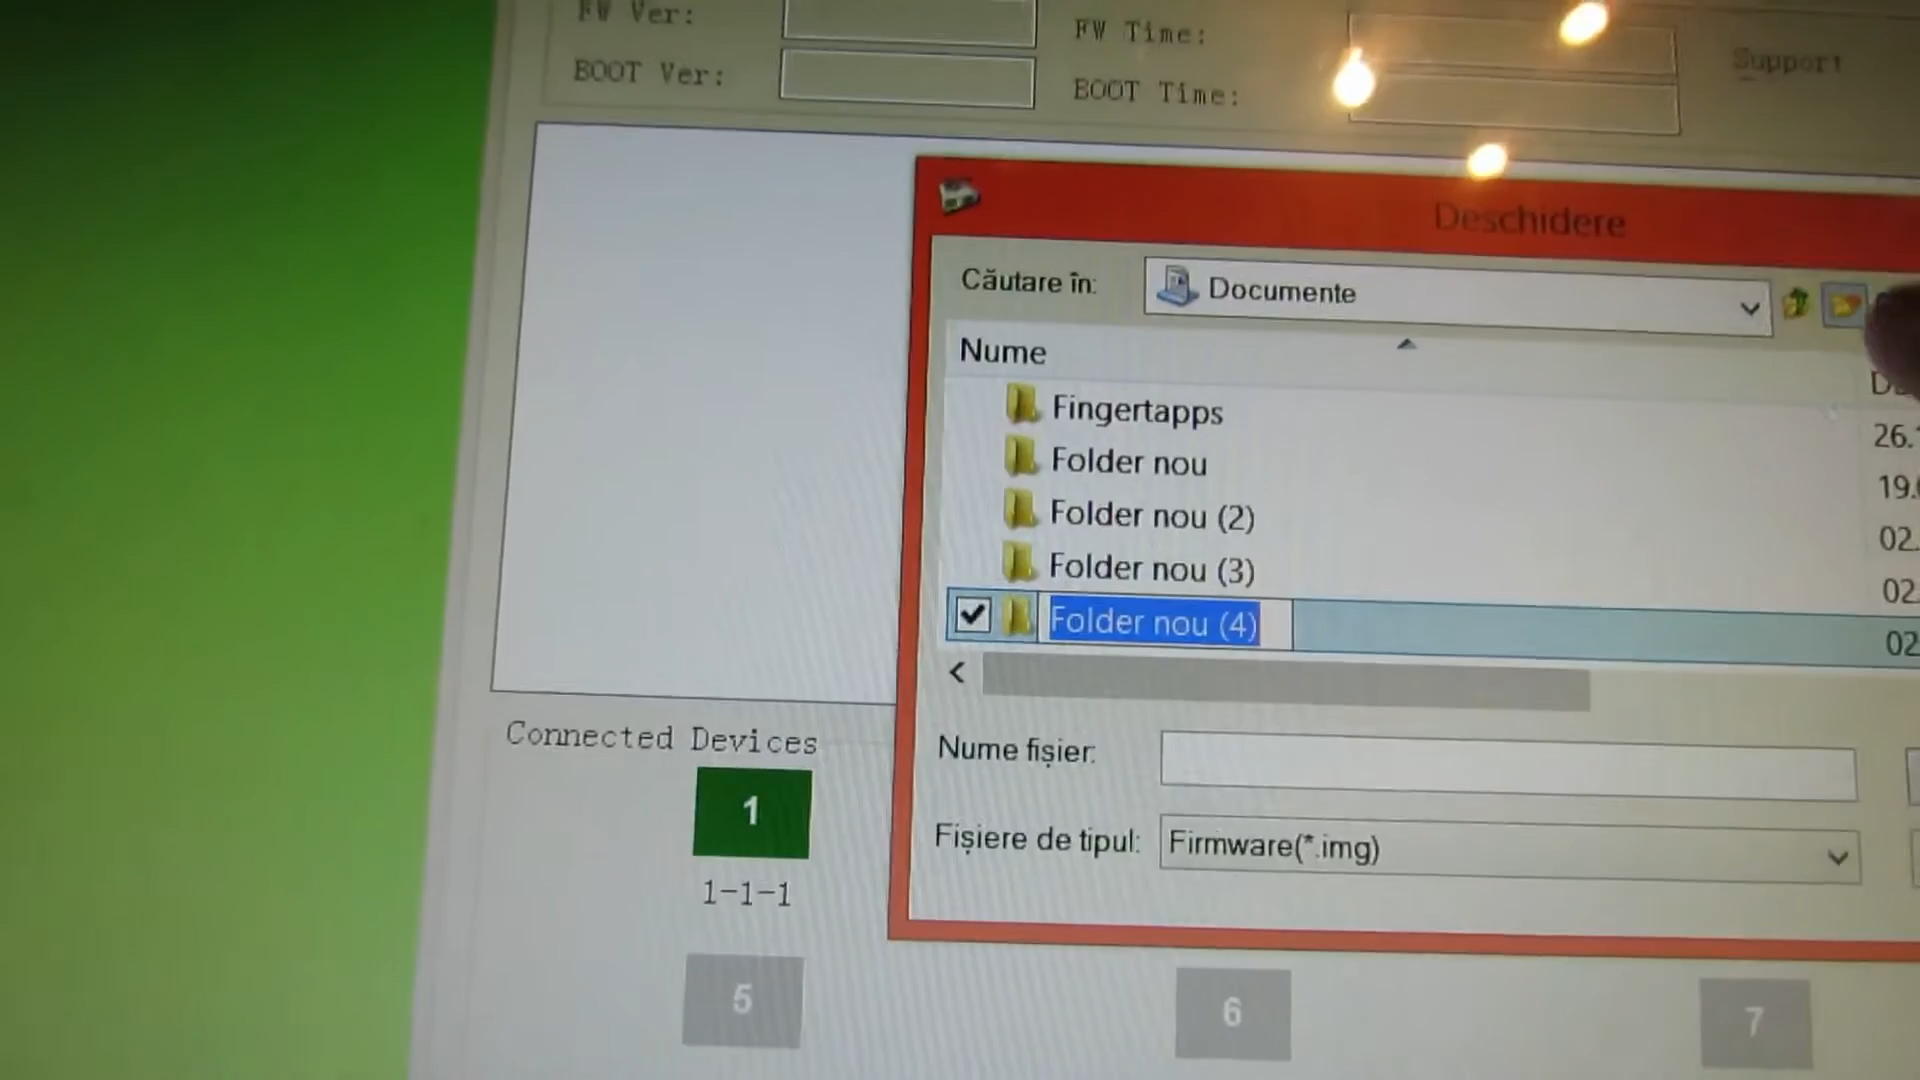 FW Ver:
FW Time:
Support
BOOT Ver:
BOOT Time:
Deschidere
Căutare în:
Documente
Nume
Fingertapps
26.
Folder nou
19.
Folder nou (2)
02.
Folder nou (3)
02.
Folder nou (4)
02
Connected Devices
Nume fișier:
1
Fișiere de tipul:
Firmware(*.img)
1-1-1
5
6
7